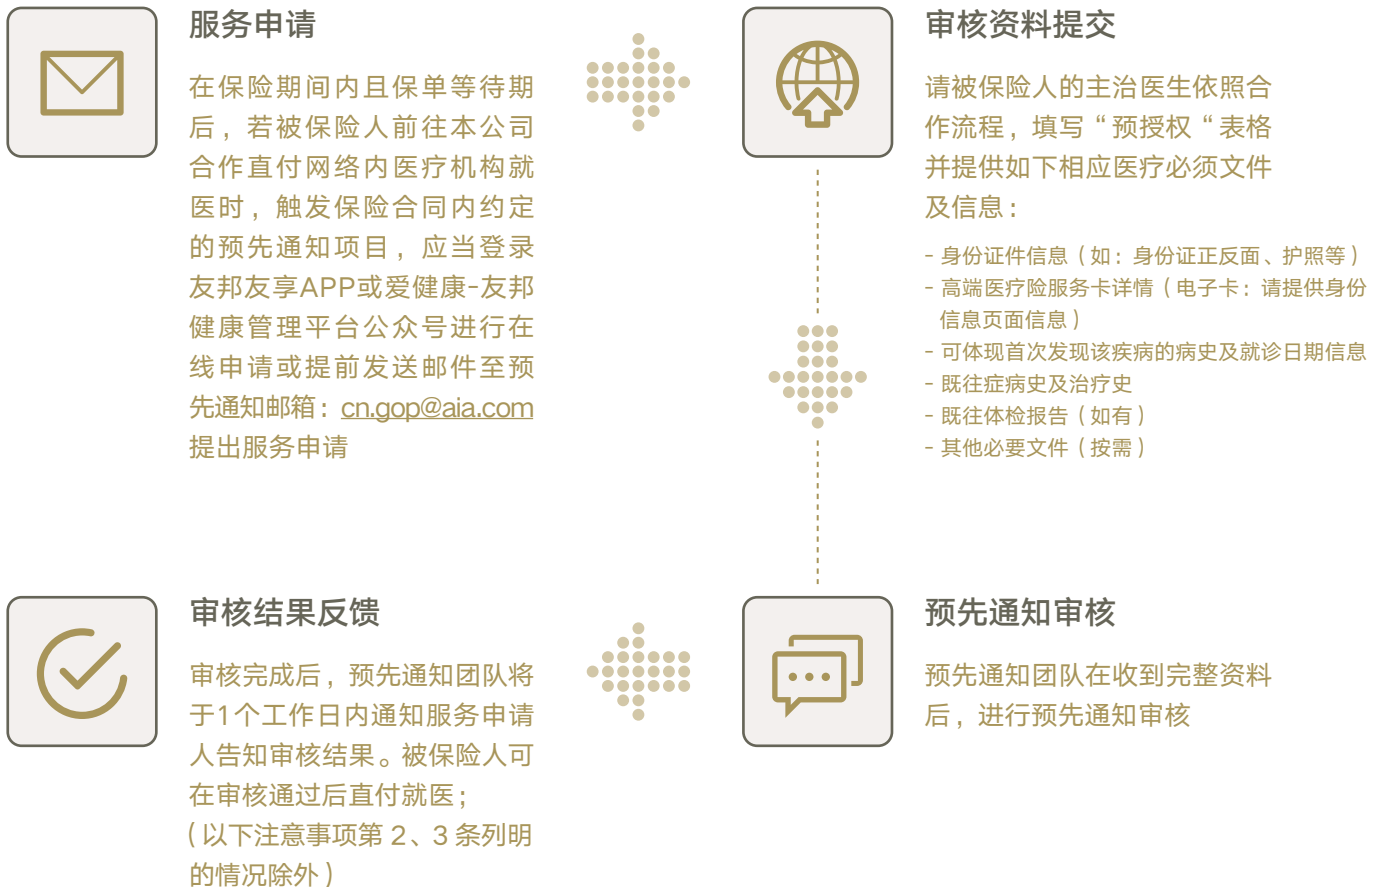 服务申请
在保险期间内且保单等待期
后，若被保险人前往本公司
合作直付网络内医疗机构就
医时，触发保险合同内约定
的预先通知项目，应当登录
友邦友享APP或爱健康-友邦
健康管理平台公众号进行在
线申请或提前发送邮件至预
先通知邮箱：cn.gop@aia.com
提出服务申请
审核资料提交
请被保险人的主治医生依照合
作流程，填写“预授权“表格
并提供如下相应医疗必须文件
及信息：
- 身份证件信息（如：身份证正反面、护照等）
- 高端医疗险服务卡详情（电子卡：请提供身份
信息页面信息）
- 可体现首次发现该疾病的病史及就诊日期信息
- 既往症病史及治疗史
- 既往体检报告（如有）
- 其他必要文件（按需）
预先通知审核
预先通知团队在收到完整资料
后，进行预先通知审核
审核结果反馈
审核完成后，预先通知团队将
于1个工作日内通知服务申请
人告知审核结果。被保险人可
在审核通过后直付就医；
（以下注意事项第 2、3 条列明
的情况除外）